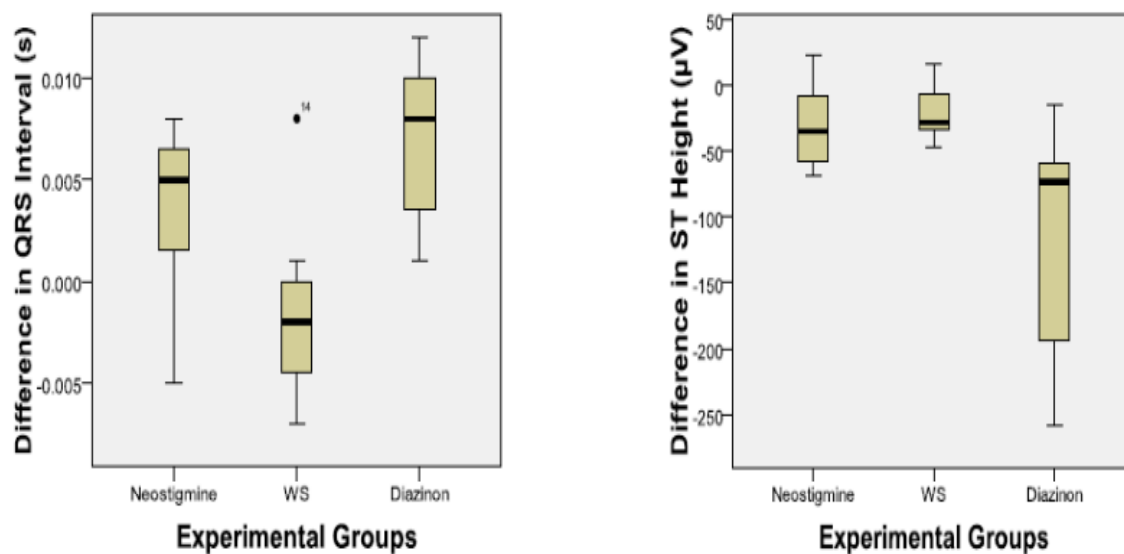 Difference in QRS Interval (s)
0.010
0.005
0.000
-0.005
14
Neostigmine WS Diazinon
Experimental Groups
Difference in ST Height (µV)
50
0
-50
-100
-150
-200
-250
Neostigmine WS Diazinon
Experimental Groups